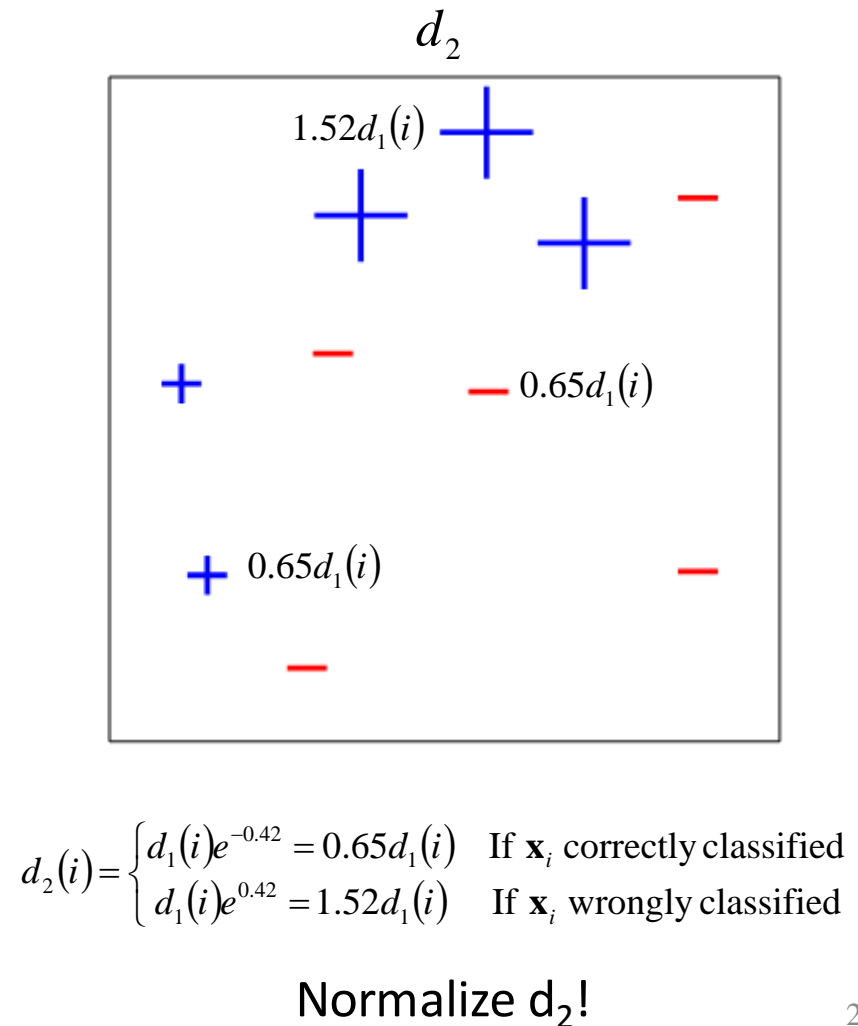 d₂
1.52d₁(i)
0.65d₁(i)
0.65d₁(i)
d₂(i) = { d₁(i)e^{-0.42} = 0.65d₁(i) If xᵢ correctly classified
d₁(i)e^{0.42} = 1.52d₁(i) If xᵢ wrongly classified
Normalize d₂!
2